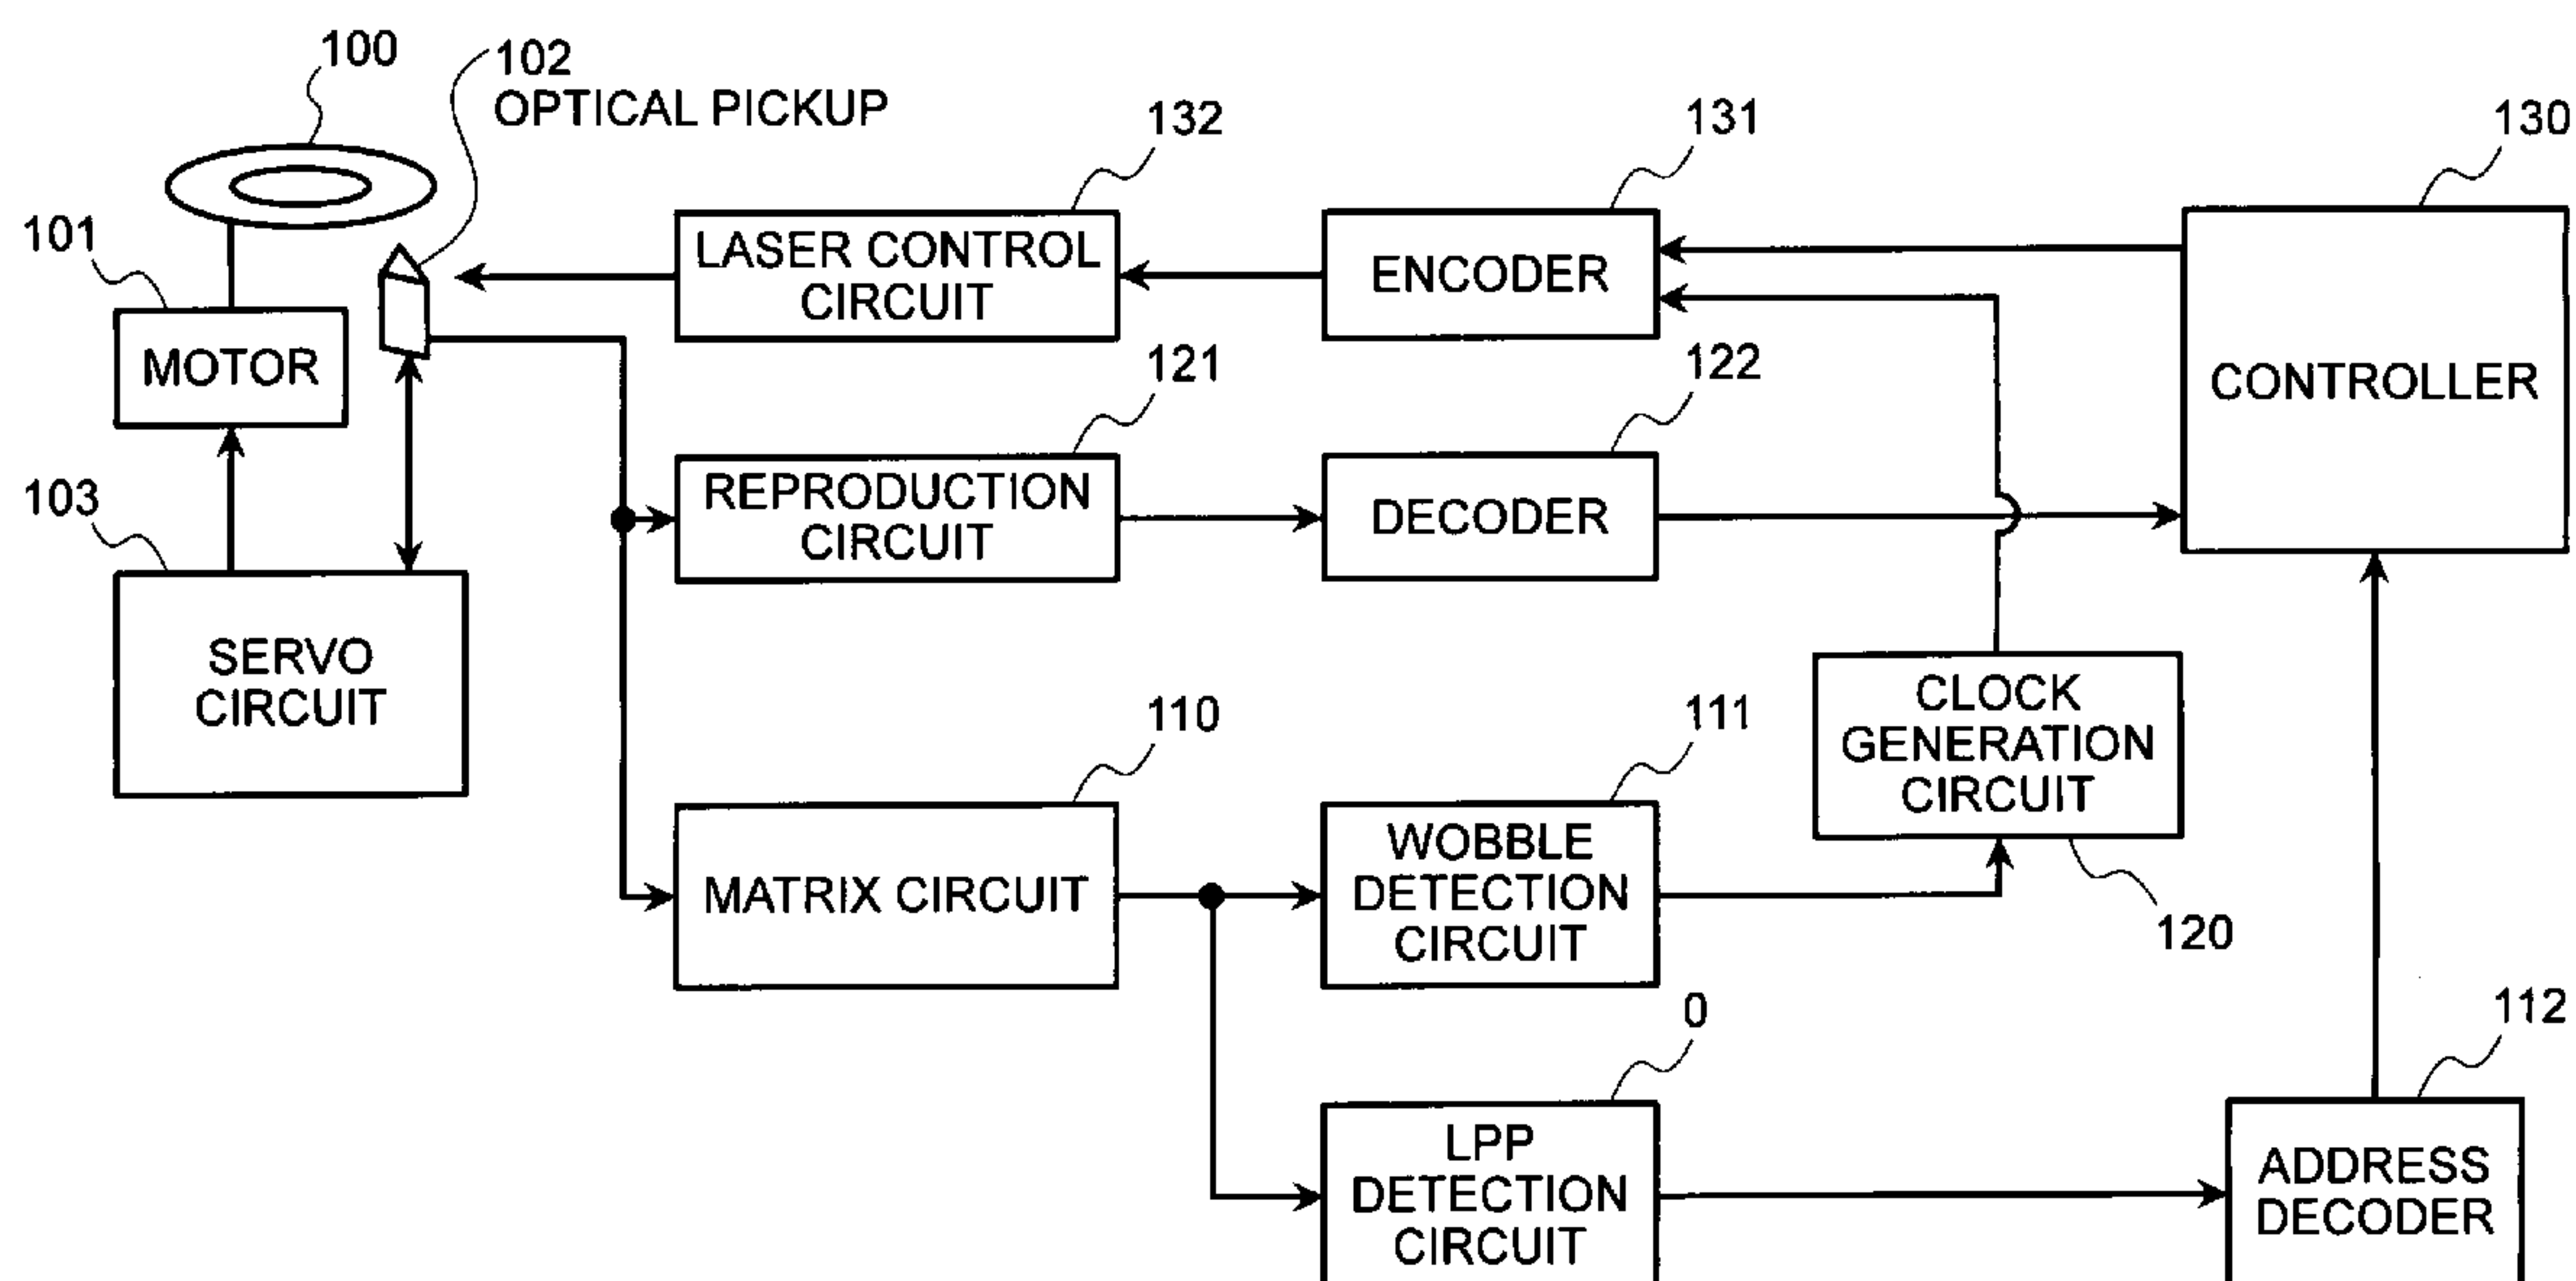 100
102
OPTICAL PICKUP
132
131
130
101
LASER CONTROL
CIRCUIT
ENCODER
CONTROLLER
MOTOR
121
122
103
REPRODUCTION
CIRCUIT
DECODER
SERVO
CIRCUIT
110
111
CLOCK
GENERATION
CIRCUIT
MATRIX CIRCUIT
WOBBLE
DETECTION
CIRCUIT
120
0
112
LPP
DETECTION
CIRCUIT
ADDRESS
DECODER